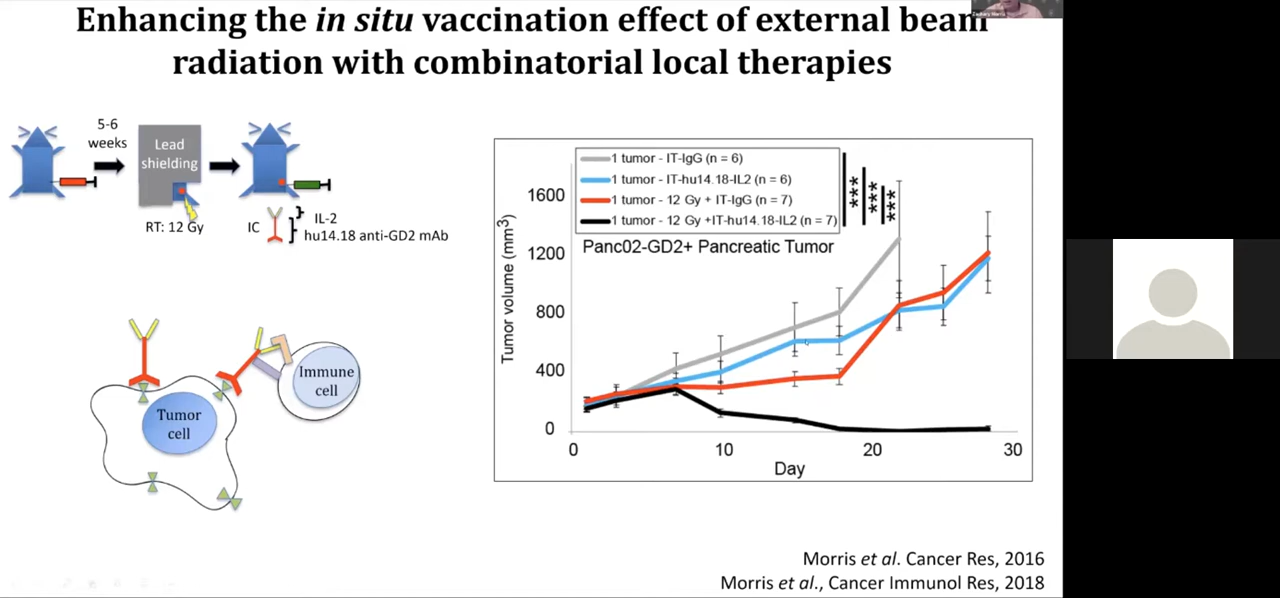 Enhancing the in situ vaccination effect of external beam
radiation with combinatorial local therapies
5-6
weeks
Lead
shielding
RT: 12 Gy
IC
IL-2
hu14.18 anti-GD2 mAb
Tumor
cell
Immune
cell
1 tumor - IT-IgG (n = 6)
1 tumor - IT-hu14.18-IL2 (n = 6)
1 tumor - 12 Gy + IT-IgG (n = 7)
1 tumor - 12 Gy +IT-hu14.18-IL2 (n = 7)
***
***
***
Panc02-GD2+ Pancreatic Tumor
Tumor volume (mm3)
1600
1200
800
400
0
0
10
20
30
Day
Morris et al. Cancer Res, 2016
Morris et al., Cancer Immunol Res, 2018